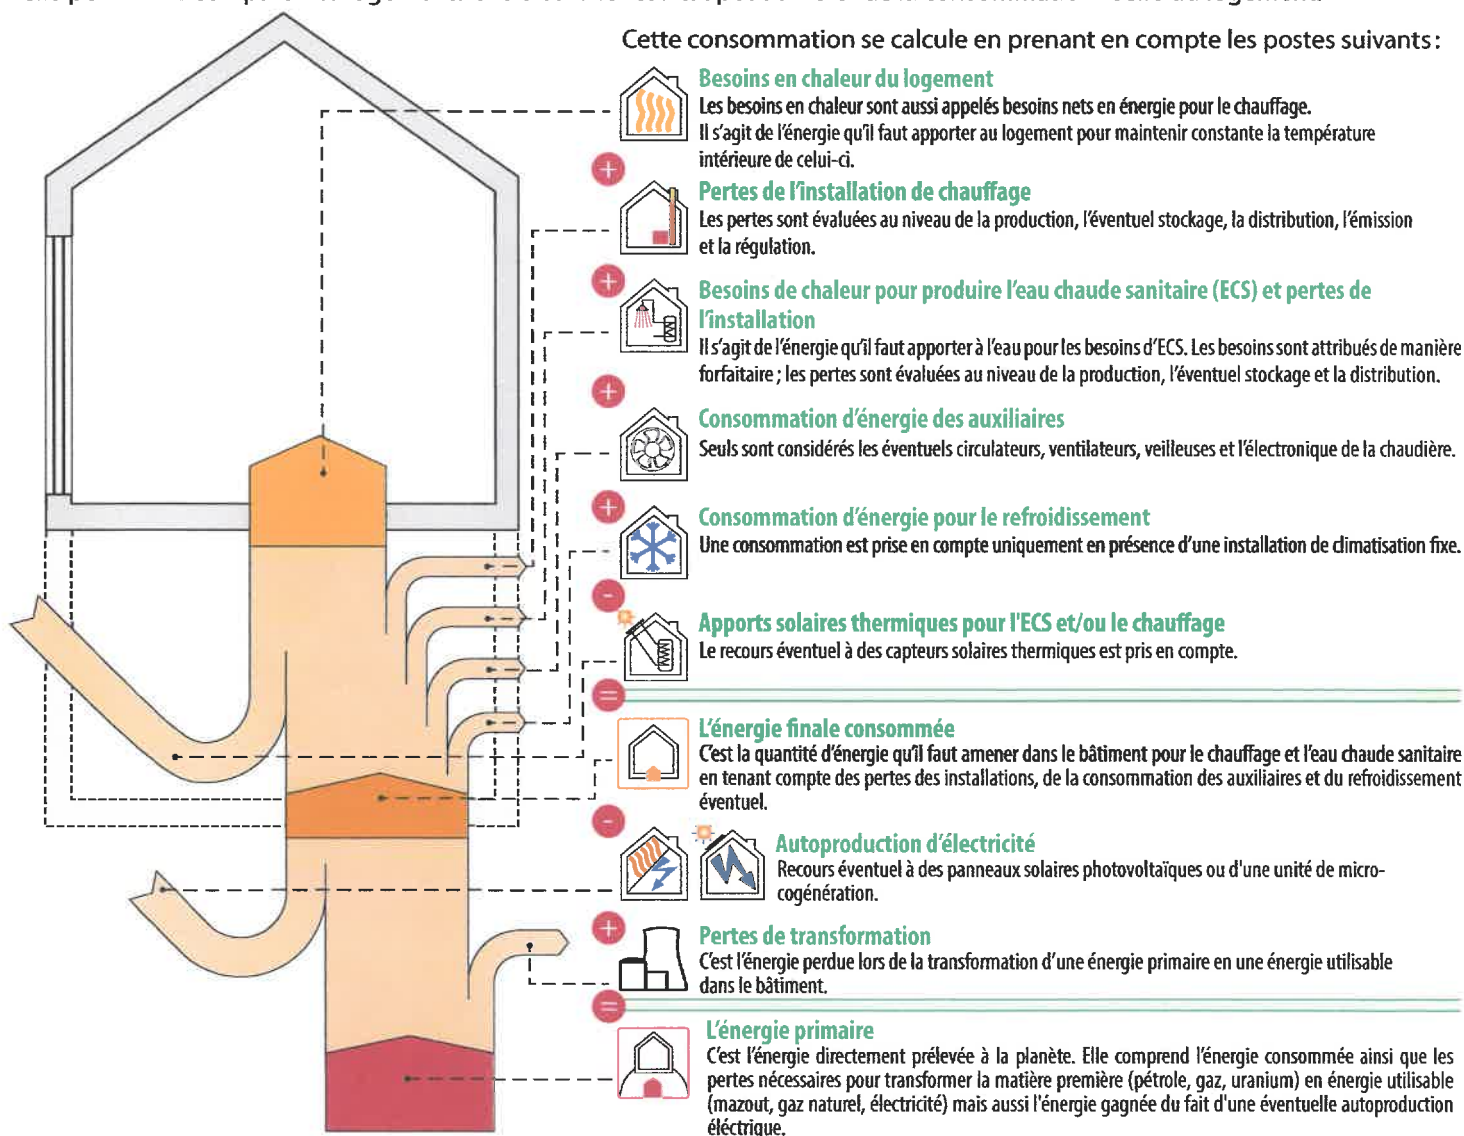 Cette consommation se calcule en prenant en compte les postes suivants :
Besoins en chaleur du logement
Les besoins en chaleur sont aussi appelés besoins nets en énergie pour le chauffage.
Il s'agit de l'énergie qu'il faut apporter au logement pour maintenir constante la température
intérieure de celui-ci.
+
Pertes de l'installation de chauffage
Les pertes sont évaluées au niveau de la production, l'éventuel stockage, la distribution, l'émission
et la régulation.
+
Besoins de chaleur pour produire l'eau chaude sanitaire (ECS) et pertes de
l'installation
Il s'agit de l'énergie qu'il faut apporter à l'eau pour les besoins d'ECS. Les besoins sont attribués de manière
forfaitaire ; les pertes sont évaluées au niveau de la production, l'éventuel stockage et la distribution.
+
Consommation d'énergie des auxiliaires
Seuls sont considérés les éventuels circulateurs, ventilateurs, veilleuses et l'électronique de la chaudière.
+
Consommation d'énergie pour le refroidissement
Une consommation est prise en compte uniquement en présence d'une installation de climatisation fixe.
-
Apports solaires thermiques pour l'ECS et/ou le chauffage
Le recours éventuel à des capteurs solaires thermiques est pris en compte.
=
L'énergie finale consommée
C'est la quantité d'énergie qu'il faut amener dans le bâtiment pour le chauffage et l'eau chaude sanitaire
en tenant compte des pertes des installations, de la consommation des auxiliaires et du refroidissement
éventuel.
-
Autoproduction d'électricité
Recours éventuel à des panneaux solaires photovoltaïques ou d'une unité de micro-
cogénération.
+
Pertes de transformation
C'est l'énergie perdue lors de la transformation d'une énergie primaire en une énergie utilisable
dans le bâtiment.
=
L'énergie primaire
C'est l'énergie directement prélevée à la planète. Elle comprend l'énergie consommée ainsi que les
pertes nécessaires pour transformer la matière première (pétrole, gaz, uranium) en énergie utilisable
(mazout, gaz naturel, électricité) mais aussi l'énergie gagnée du fait d'une éventuelle autoproduction
éléctrique.